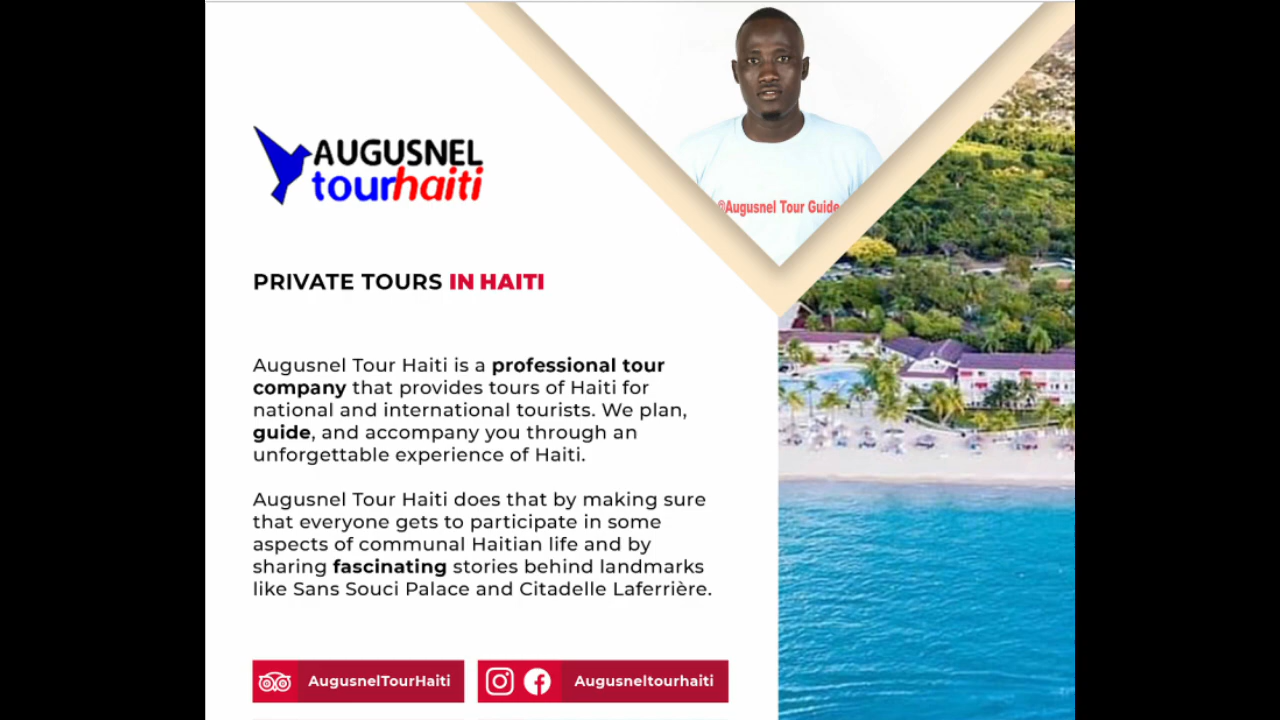 @Augusnel Tour Guide
AUGUSNEL
tourhaiti
PRIVATE TOURS IN HAITI
Augusnel Tour Haiti is a professional tour
company that provides tours of Haiti for
national and international tourists. We plan,
guide, and accompany you through an
unforgettable experience of Haiti.
Augusnel Tour Haiti does that by making sure
that everyone gets to participate in some
aspects of communal Haitian life and by
sharing fascinating stories behind landmarks
like Sans Souci Palace and Citadelle Laferrière.
AugusnelTourHaiti
Augusneltourhaiti